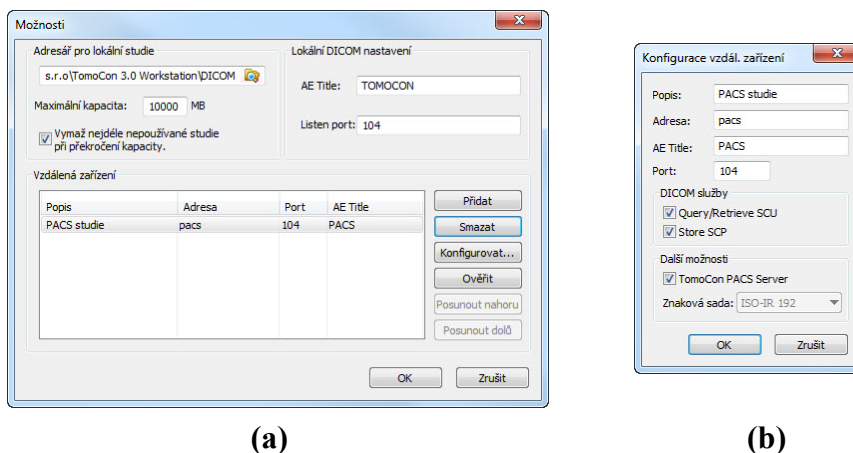 Možnosti
Adresář pro lokální studie
s.r.o\TomoCon 3.0 Workstation\DICOM
Maximální kapacita: 10000 MB
Vymaž nejdéle nepoužívané studie
při překročení kapacity.
Lokální DICOM nastavení
AE Title: TOMOCON
Listen port: 104
Vzdálená zařízení
Popis Adresa Port AE Title
PACS studie pacs 104 PACS
Přidat
Smazat
Konfigurovat...
Ověřit
Posunout nahoru
Posunout dolů
OK Zrušit
(a)
Konfigurace vzdál. zařízení
Popis: PACS studie
Adresa: pacs
AE Title: PACS
Port: 104
DICOM služby
Query/Retrieve SCU
Store SCP
Další možnosti
TomoCon PACS Server
Znaková sada: ISO-IR 192
OK Zrušit
(b)